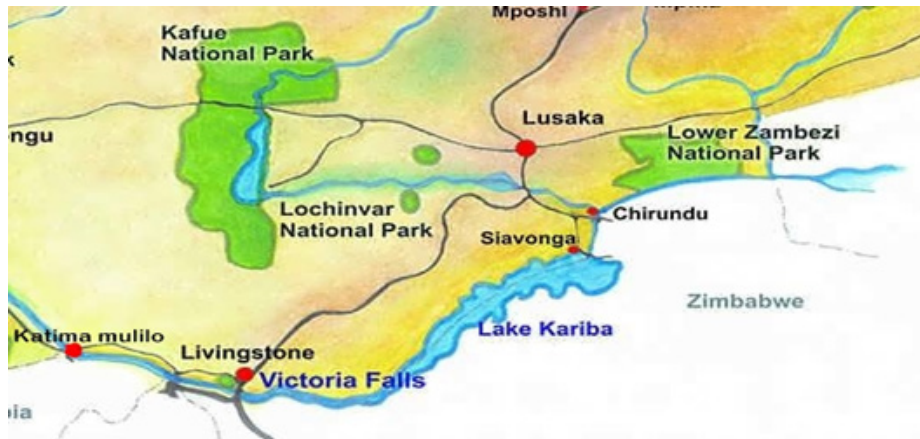 Mposhi
Kafue
National Park
ongu
Lusaka
Lower Zambezi
National Park
Lochinvar
National Park
Chirundu
Siavonga
Zimbabwe
Lake Kariba
Katima mulilo
Livingstone
Victoria Falls